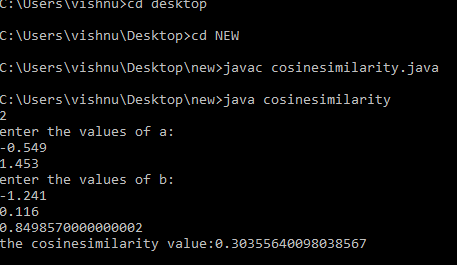 C:\Users\vishnu>cd desktop
C:\Users\vishnu\Desktop>cd NEW
C:\Users\vishnu\Desktop\new>javac cosinesimilarity.java
C:\Users\vishnu\Desktop\new>java cosinesimilarity
2
enter the values of a:
-0.549
1.453
enter the values of b:
-1.241
0.116
0.8498570000000002
the cosinesimilarity value:0.30355640098038567